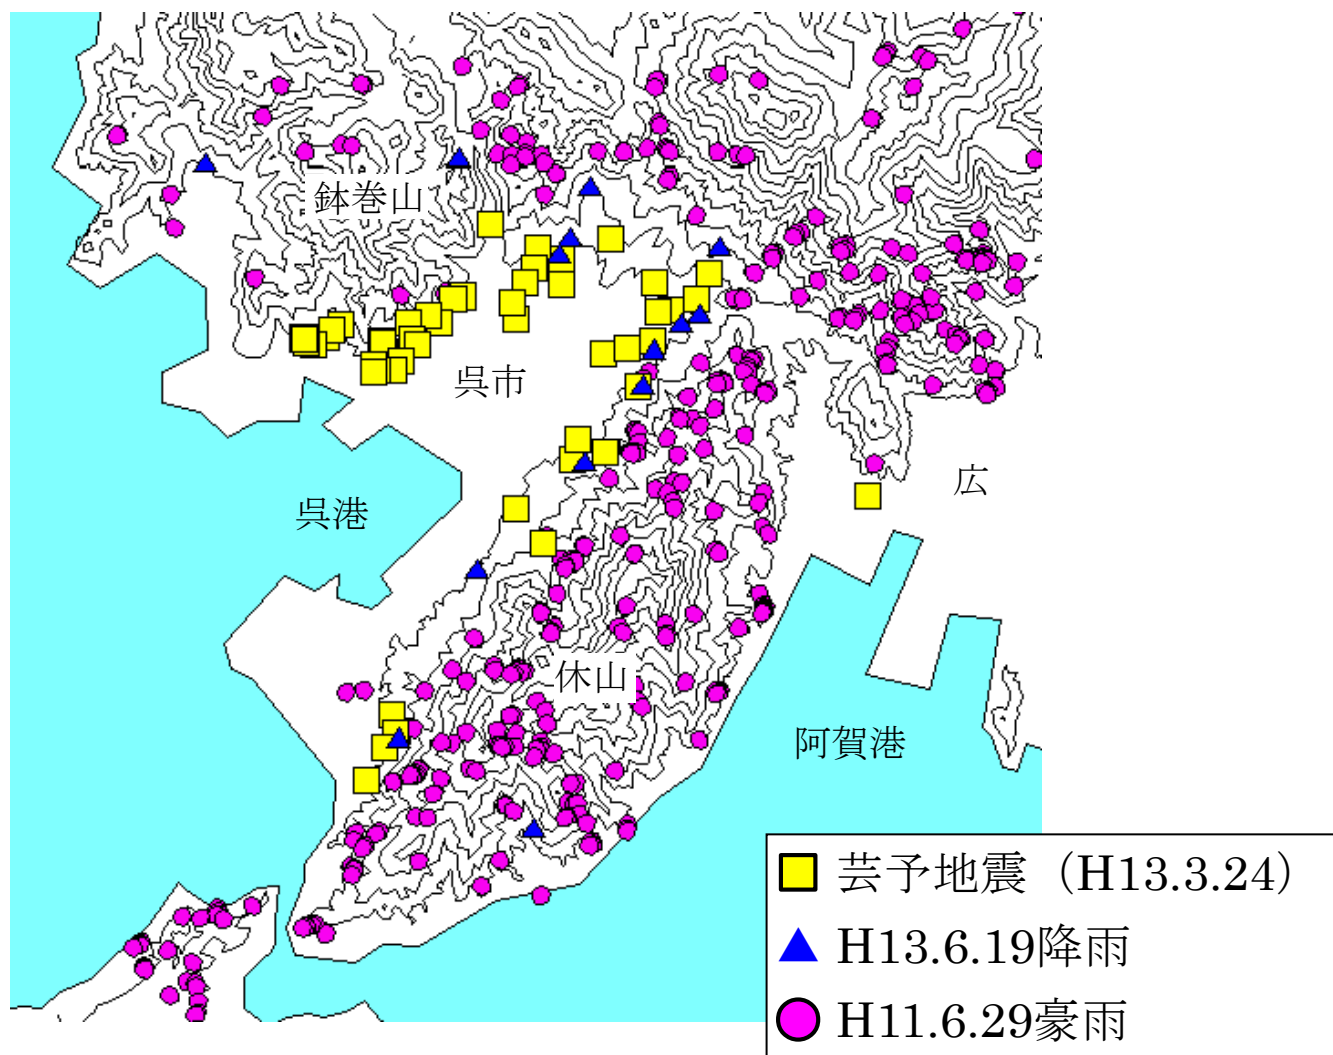 鉢巻山
呉市
広
呉港
休山
阿賀港
芸予地震（H13.3.24）
H13.6.19降雨
H11.6.29豪雨